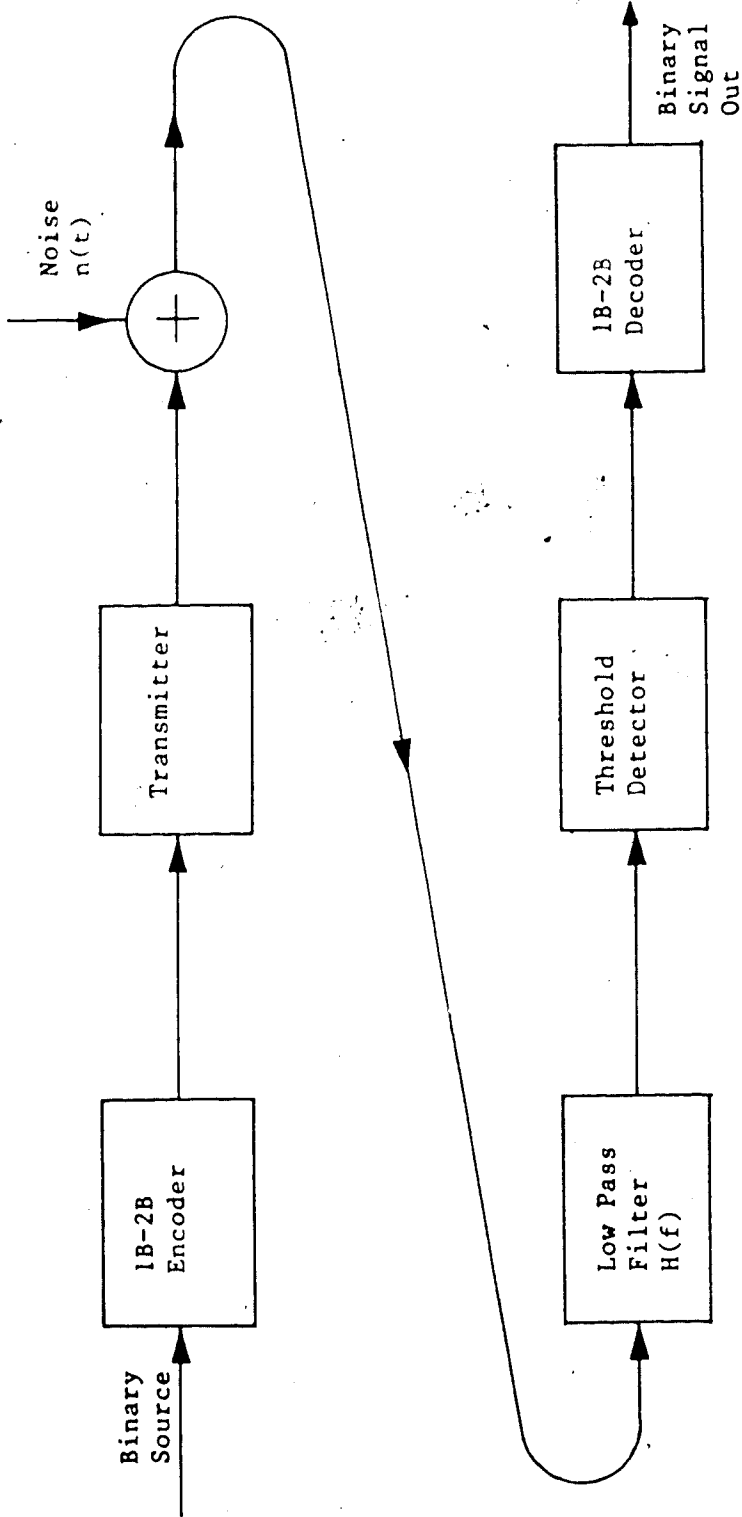 Binary
Source
1B-2B
Encoder
Transmitter
Noise
n(t)
+
Low Pass
Filter
H(f)
Threshold
Detector
1B-2B
Decoder
Binary
Signal
Out